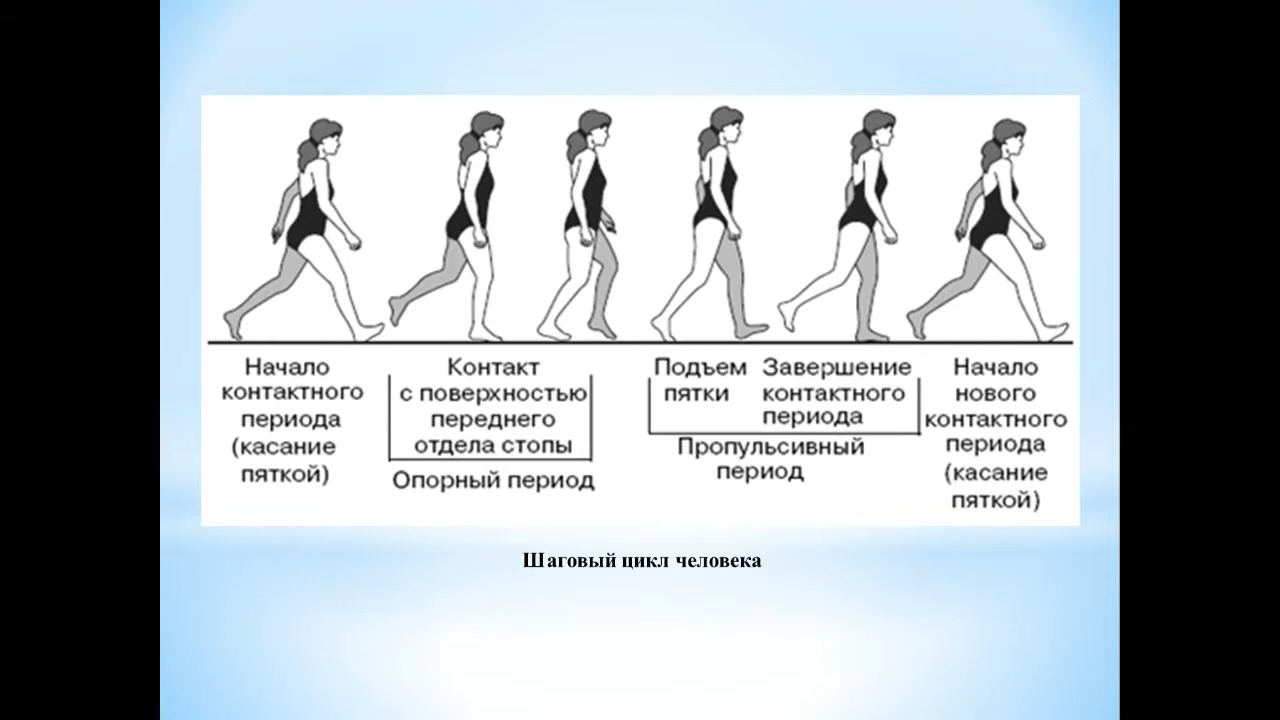 Начало
контактного
периода
(касание
пяткой)
Контакт
с поверхностью
переднего
отдела стопы
Опорный период
Подъем
пятки
Завершение
контактного
периода
Пропульсивный
период
Начало
нового
контактного
периода
(касание
пяткой)
Шаговый цикл человека